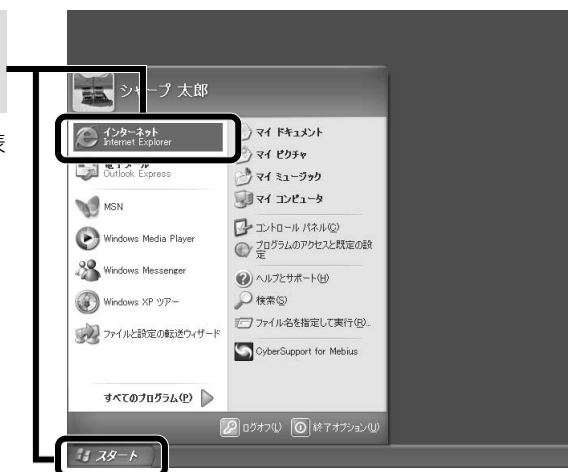 シャープ 太郎
インターネット
Internet Explorer
電子メール
Outlook Express
MSN
Windows Media Player
Windows Messenger
Windows XP ツアー
ファイルと設定の転送ウィザード
すべてのプログラム(P)
マイ ドキュメント
マイ ピクチャ
マイ ミュージック
マイ コンピュータ
コントロール パネル(C)
プログラムのアクセスと既定の設
定
ヘルプとサポート(H)
検索(S)
ファイル名を指定して実行(R)...
CyberSupport for Mebius
ログオフ(L)
終了オプション(U)
スタート